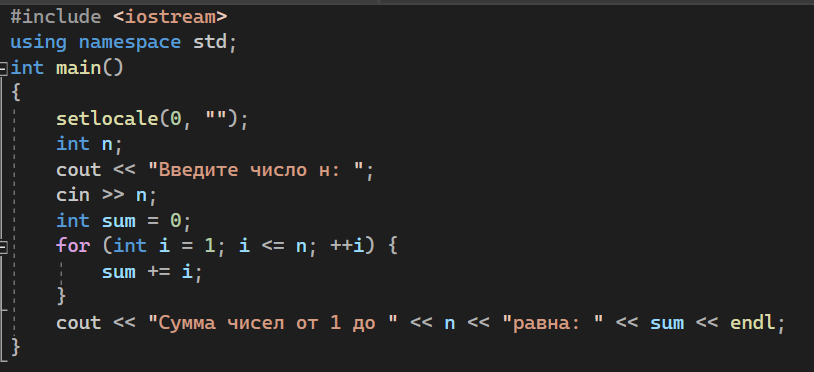 #include <iostream>
using namespace std;
int main()
{
setlocale(0, "");
int n;
cout << "Введите число н: ";
cin >> n;
int sum = 0;
for (int i = 1; i <= n; ++i) {
sum += i;
}
cout << "Сумма чисел от 1 до " << n << "равна: " << sum << endl;
}